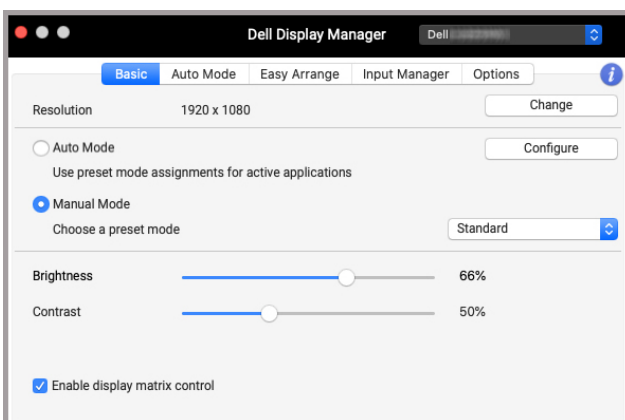 Dell Display Manager Dell
Basic Auto Mode Easy Arrange Input Manager Options i
Resolution 1920 x 1080 Change
Auto Mode Configure
Use preset mode assignments for active applications
Manual Mode
Choose a preset mode Standard
Brightness 66%
Contrast 50%
Enable display matrix control